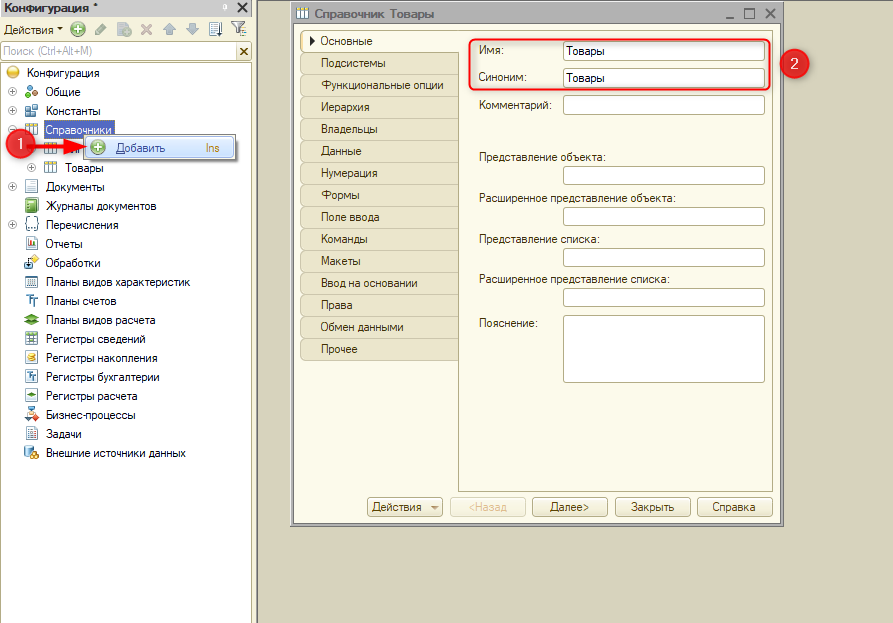 Конфигурация *
Действия
Поиск (Ctrl+Alt+M)
Конфигурация
Общие
Константы
Справочники
1
Добавить Ins
Товары
Документы
Журналы документов
Перечисления
Отчеты
Обработки
Планы видов характеристик
Планы счетов
Планы видов расчета
Регистры сведений
Регистры накопления
Регистры бухгалтерии
Регистры расчета
Бизнес-процессы
Задачи
Внешние источники данных
Справочник Товары
Основные
Подсистемы
Функциональные опции
Иерархия
Владельцы
Данные
Нумерация
Формы
Поле ввода
Команды
Макеты
Ввод на основании
Права
Обмен данными
Прочее
Имя: Товары
Синоним: Товары
2
Комментарий:
Представление объекта:
Расширенное представление объекта:
Представление списка:
Расширенное представление списка:
Пояснение:
Действия
<Назад
Далее>
Закрыть
Справка